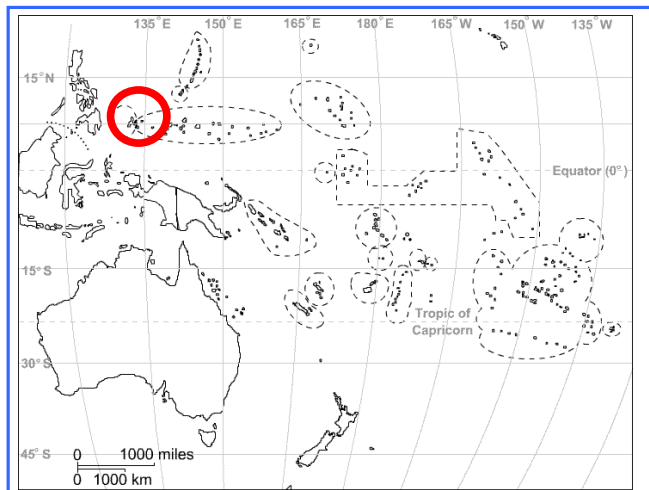 135°E 150°E 165°E 180°E 165°W 150°W 135°W
15°N
Equator (0°)
15°S
Tropic of
Capricorn
30°S
45°S
0 1000 miles
0 1000 km